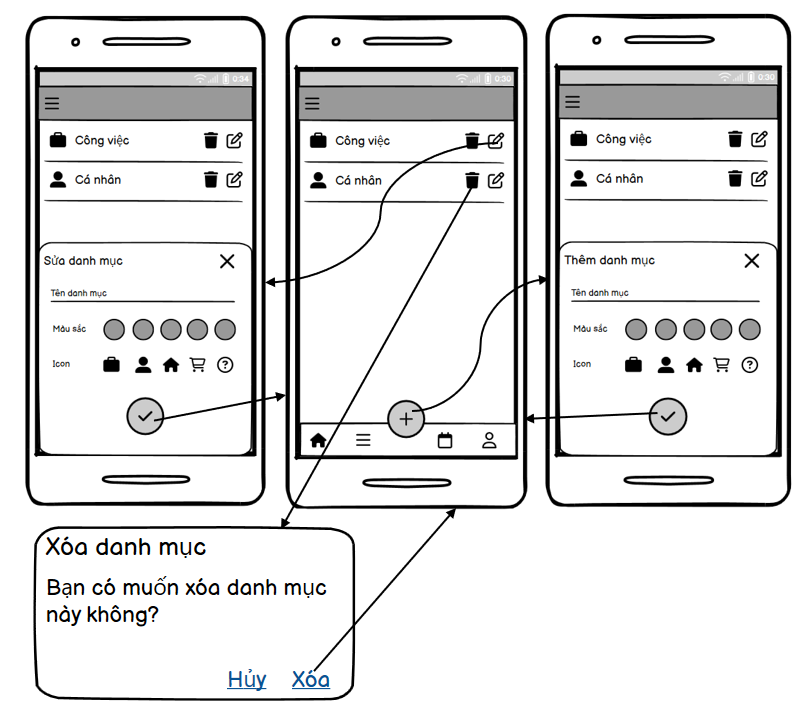 0:34
Công việc
Cá nhân
Sửa danh mục
Tên danh mục
Màu sắc
Icon
0:30
Công việc
Cá nhân
0:30
Công việc
Cá nhân
Thêm danh mục
Tên danh mục
Màu sắc
Icon
Xóa danh mục
Bạn có muốn xóa danh mục
này không?
Hủy Xóa